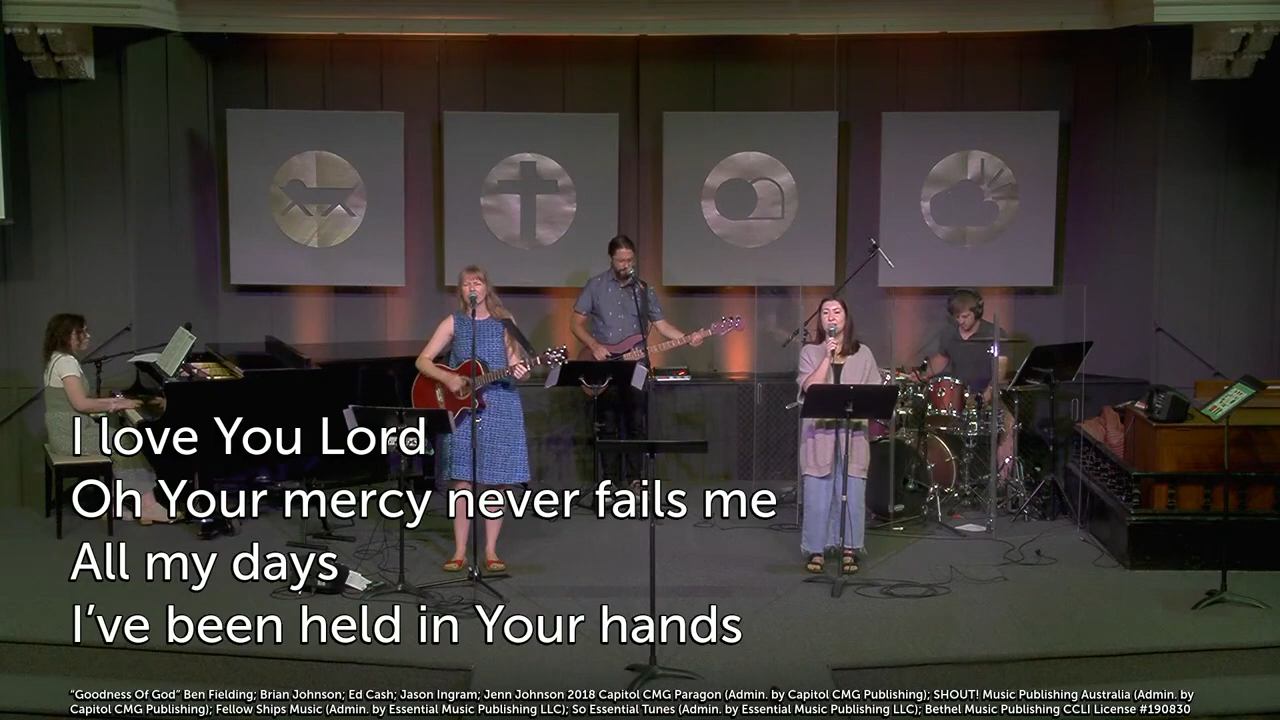 I love You Lord
Oh Your mercy never fails me
All my days
I’ve been held in Your hands
“Goodness Of God” Ben Fielding; Brian Johnson; Ed Cash; Jason Ingram; Jenn Johnson 2018 Capitol CMG Paragon (Admin. by Capitol CMG Publishing); SHOUT! Music Publishing Australia (Admin. by
Capitol CMG Publishing); Fellow Ships Music (Admin. by Essential Music Publishing LLC); So Essential Tunes (Admin. by Essential Music Publishing LLC); Bethel Music Publishing CCLI License #190830